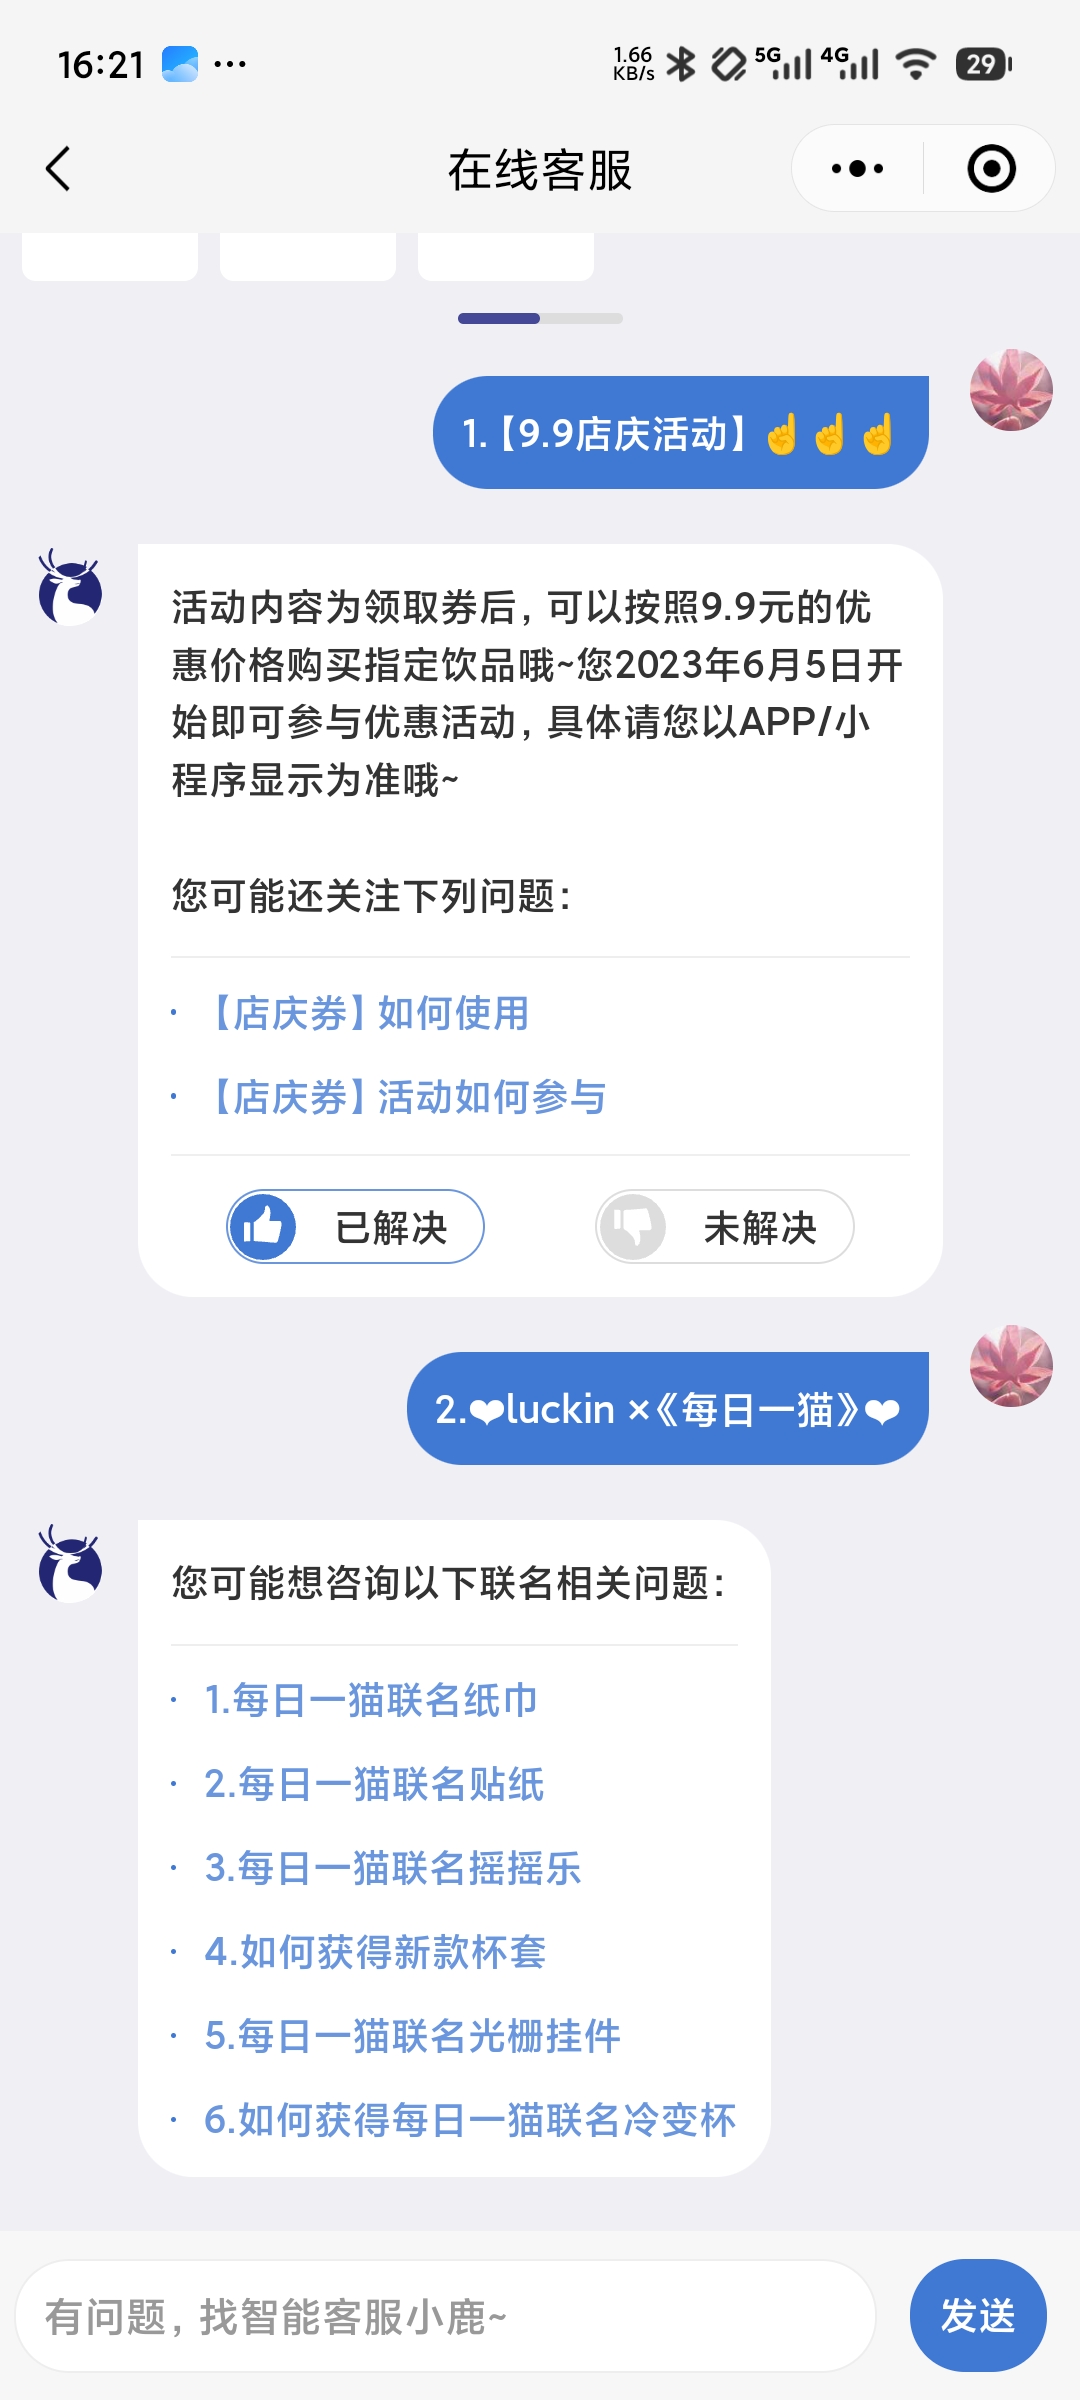 16:21
1.66
KB/s
5G
4G
29
在线客服
1.【9.9店庆活动】☝☝☝
活动内容为领取券后，可以按照9.9元的优
惠价格购买指定饮品哦~您2023年6月5日开
始即可参与优惠活动，具体请您以APP/小
程序显示为准哦~
您可能还关注下列问题：
· 【店庆券】如何使用
· 【店庆券】活动如何参与
已解决
未解决
2.❤luckin ×《每日一猫》❤
您可能想咨询以下联名相关问题：
· 1.每日一猫联名纸巾
· 2.每日一猫联名贴纸
· 3.每日一猫联名摇摇乐
· 4.如何获得新款杯套
· 5.每日一猫联名光栅挂件
· 6.如何获得每日一猫联名冷变杯
有问题，找智能客服小鹿~
发送